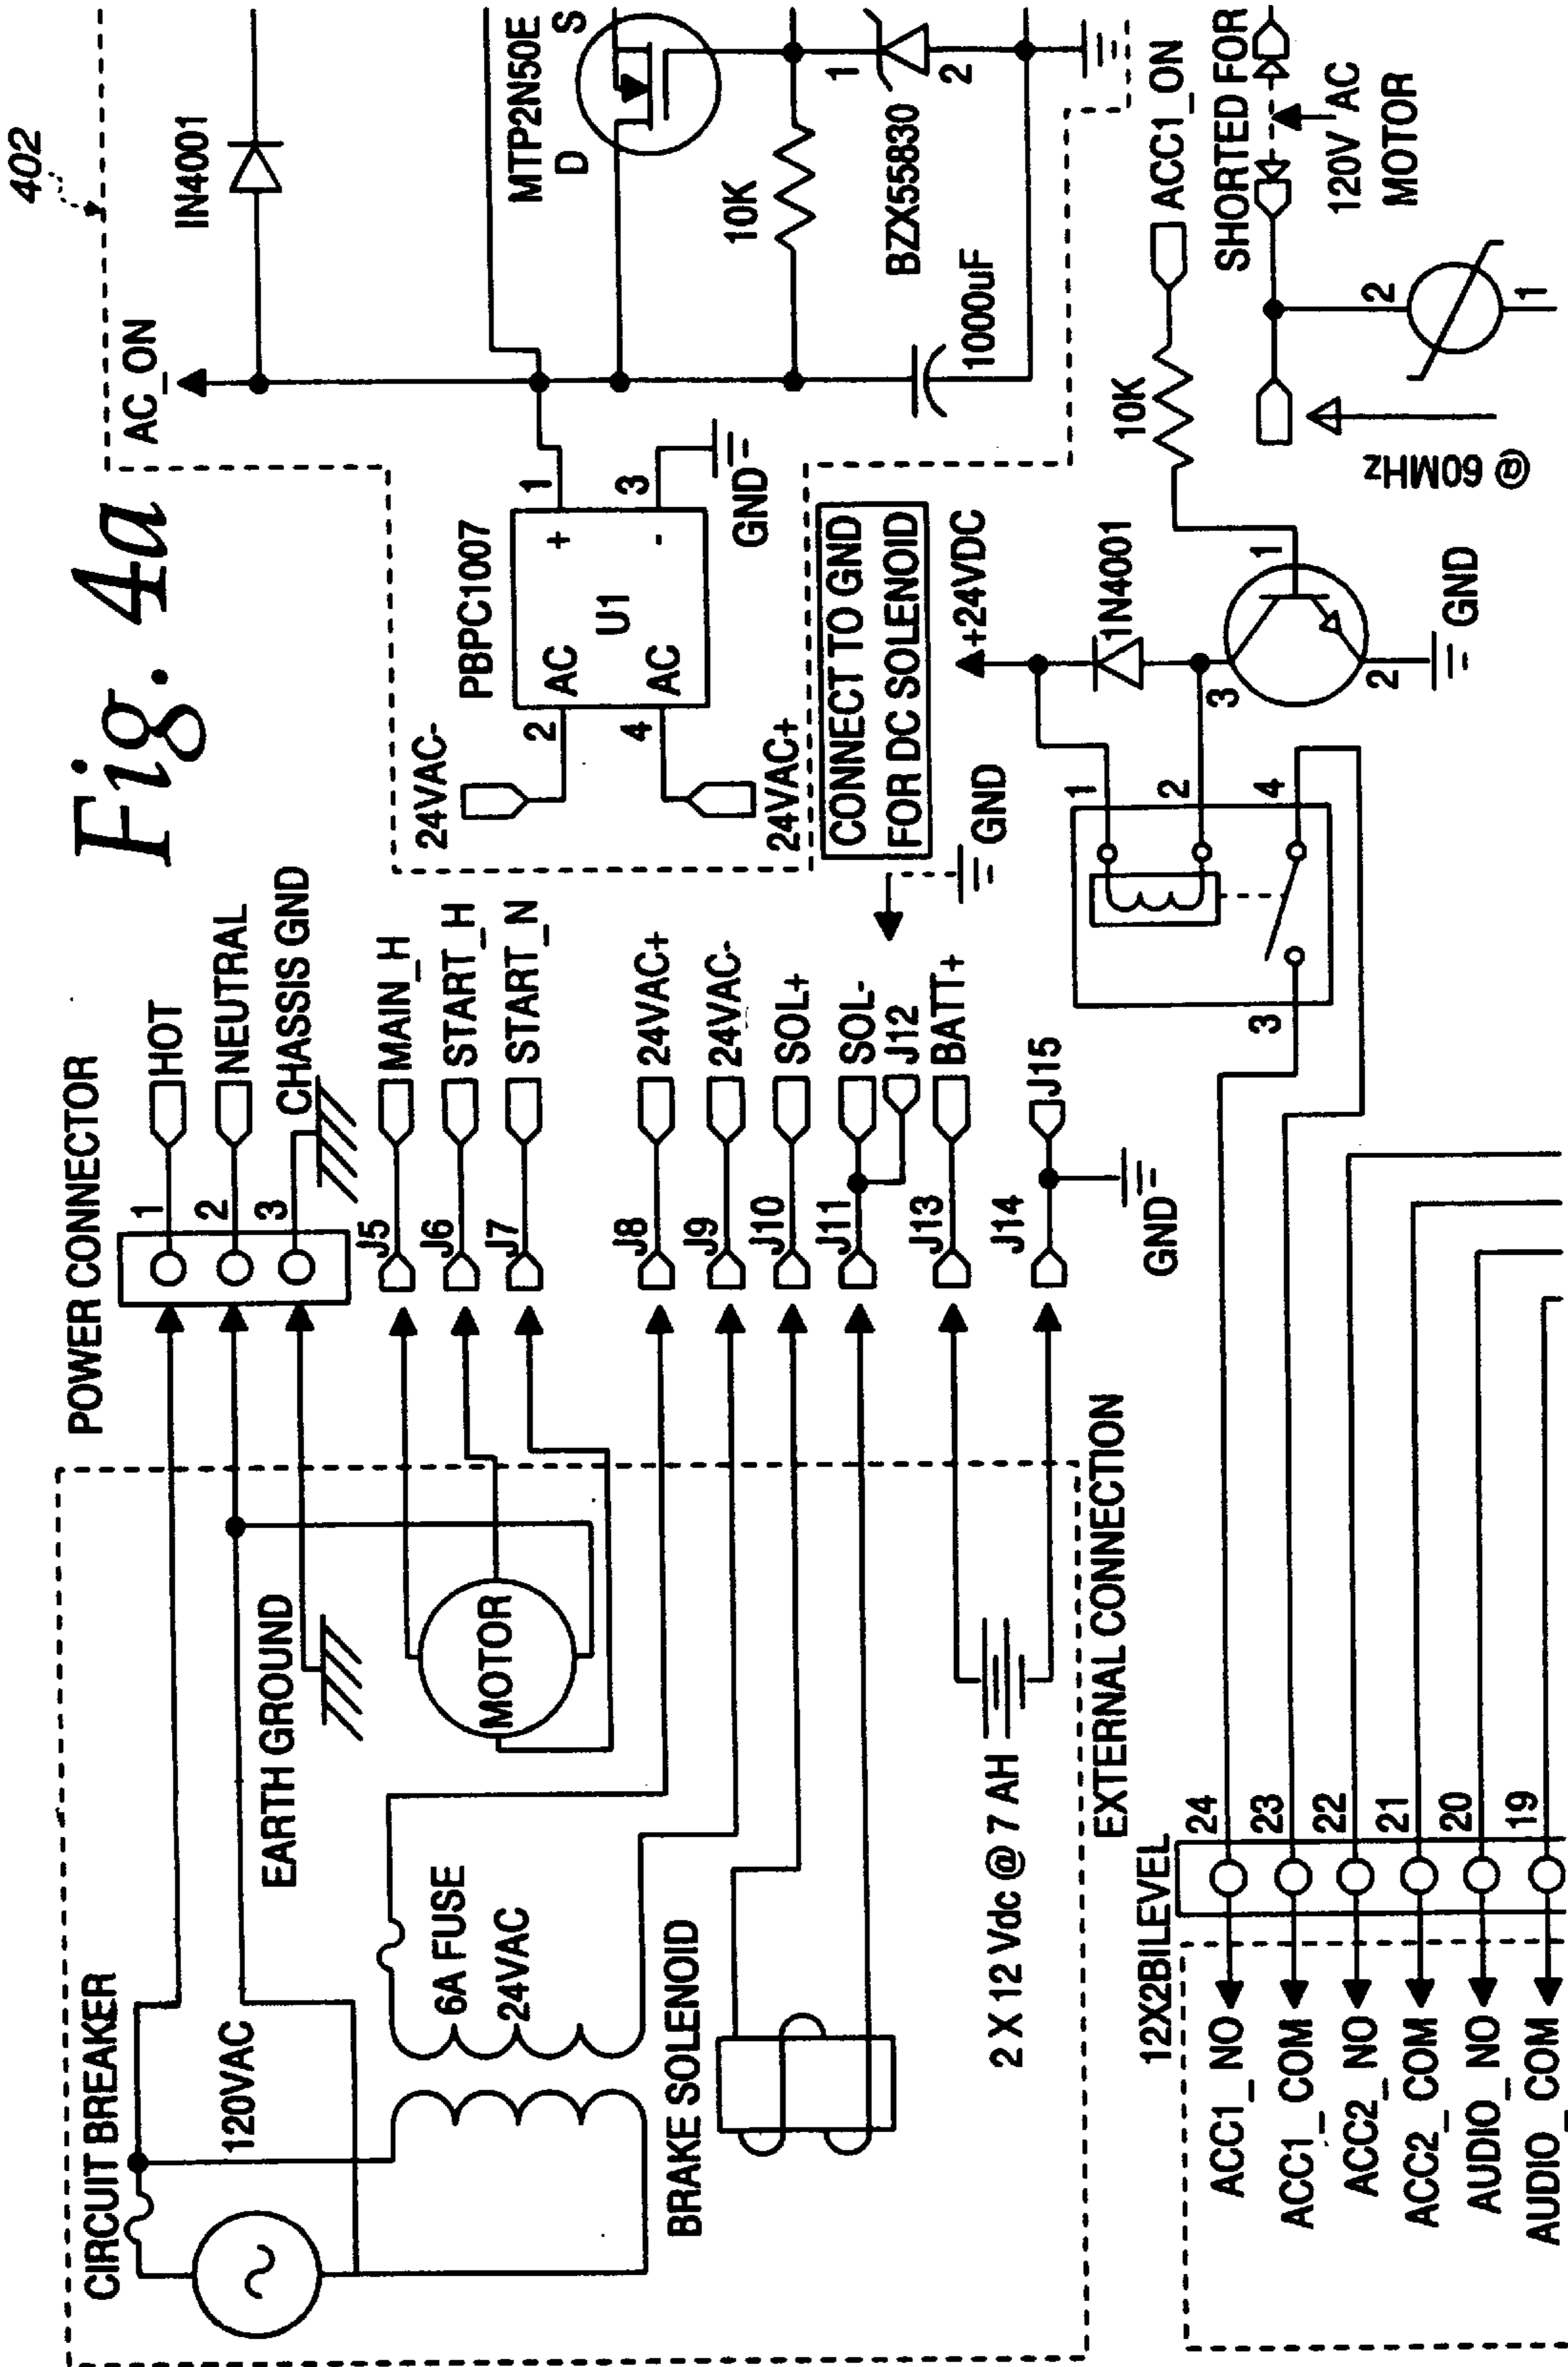 Fig. 4a
402
CIRCUIT BREAKER
120VAC
EARTH GROUND
6A FUSE
24VAC
MOTOR
BRAKE SOLENOID
2 X 12 Vdc @ 7 AH
EXTERNAL CONNECTION
POWER CONNECTOR
1
HOT
2
NEUTRAL
3
CHASSIS GND
J5
MAIN_H
J6
START_H
J7
START_N
J8
24VAC+
J9
24VAC-
J10
SOL+
J11
SOL-
J12
J13
BATT+
J14
J15
GND
GND
CONNECT TO GND
FOR DC SOLENOID
24VAC-
24VAC+
PBPC1007
2
AC
4
AC
U1
+
-
1
3
GND
AC_ON
IN4001
MTP2N50E
D
S
10K
1
2
BZX55830
1000uF
+24VDC
1N4001
1
2
3
4
3
1
2
GND
10K
ACC1_ON
SHORTED FOR
120V AC
MOTOR
@ 60MHz
2
1
12X2BILEVEL
ACC1_NO
24
ACC1_COM
23
ACC2_NO
22
ACC2_COM
21
AUDIO_NO
20
AUDIO_COM
19